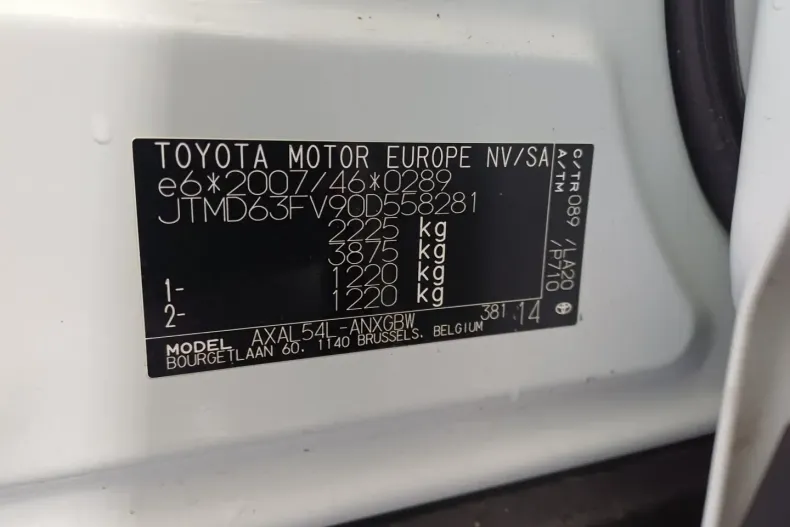 TOYOTA MOTOR EUROPE NV/SA
e6*2007/46*0289
JTMD63FV90D558281
2225 kg
3875 kg
1- 1220 kg
2- 1220 kg
MODEL AXAL54L-ANXGBW 381 14
BOURGETLAAN 60, 1140 BRUSSELS, BELGIUM
C/TR 089 /LA20
A/TM /P710